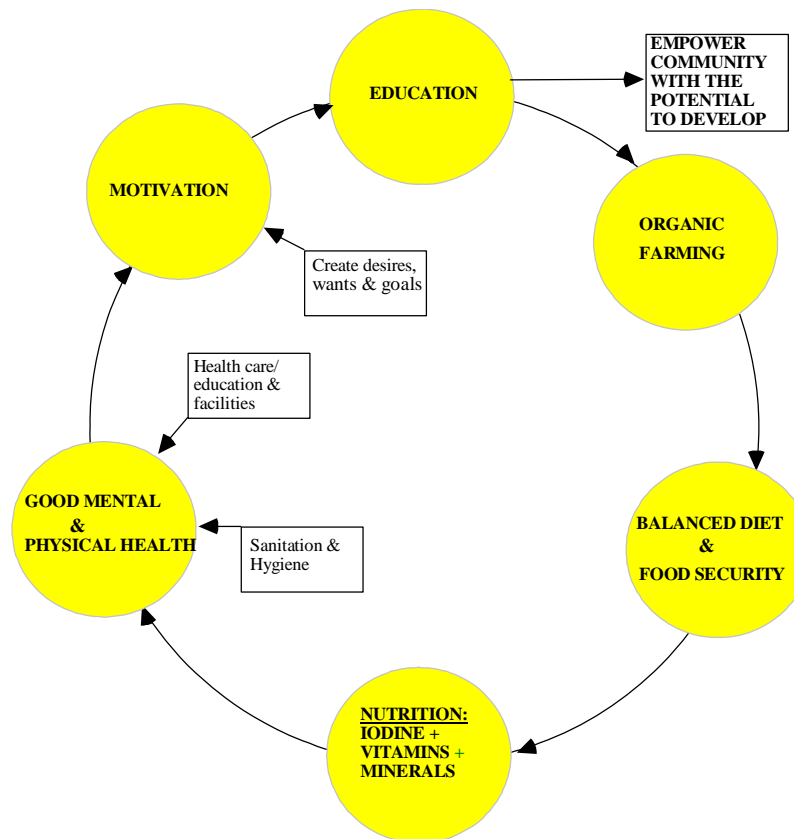 EDUCATION
EMPOWER
COMMUNITY
WITH THE
POTENTIAL
TO DEVELOP
MOTIVATION
ORGANIC
FARMING
Create desires,
wants & goals
Health care/
education &
facilities
GOOD MENTAL
&
PHYSICAL HEALTH
Sanitation &
Hygiene
BALANCED DIET
&
FOOD SECURITY
NUTRITION:
IODINE +
VITAMINS +
MINERALS